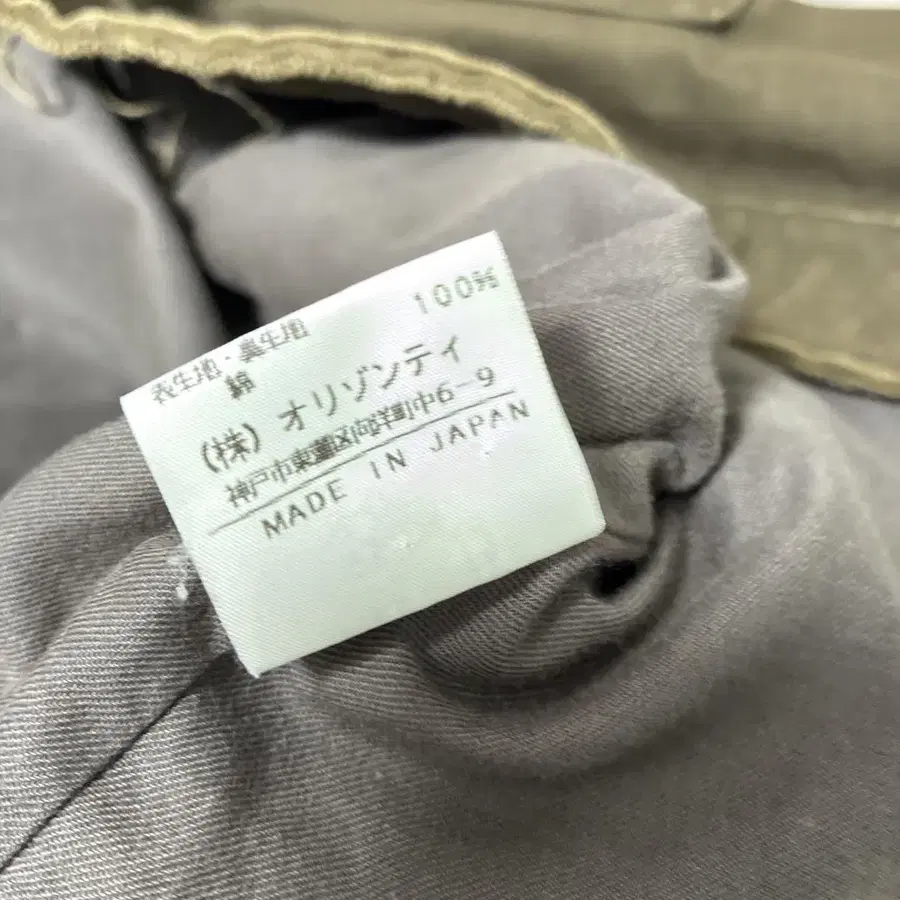 表生地・裏生地
綿 100%
(株) オリゾンティ
神戸市東灘区向洋町中6-9
MADE IN JAPAN